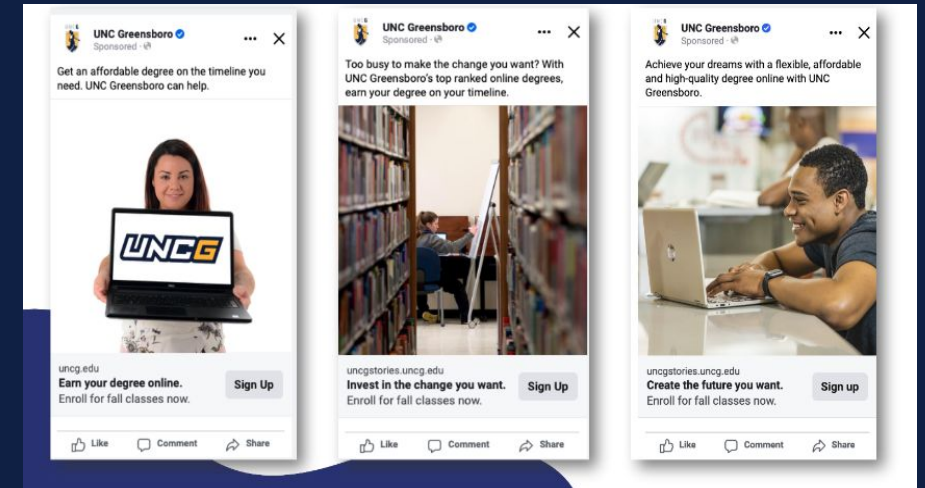 UNC Greensboro
Sponsored ·
Get an affordable degree on the timeline you
need. UNC Greensboro can help.
UNCG
uncg.edu
Earn your degree online.
Enroll for fall classes now.
Sign Up
Like
Comment
Share
UNC Greensboro
Sponsored ·
Too busy to make the change you want? With
UNC Greensboro's top ranked online degrees,
earn your degree on your timeline.
uncgstories.uncg.edu
Invest in the change you want.
Enroll for fall classes now.
Sign Up
Like
Comment
Share
UNC Greensboro
Sponsored ·
Achieve your dreams with a flexible, affordable
and high-quality degree online with UNC
Greensboro.
uncgstories.uncg.edu
Create the future you want.
Enroll for fall classes now.
Sign up
Like
Comment
Share